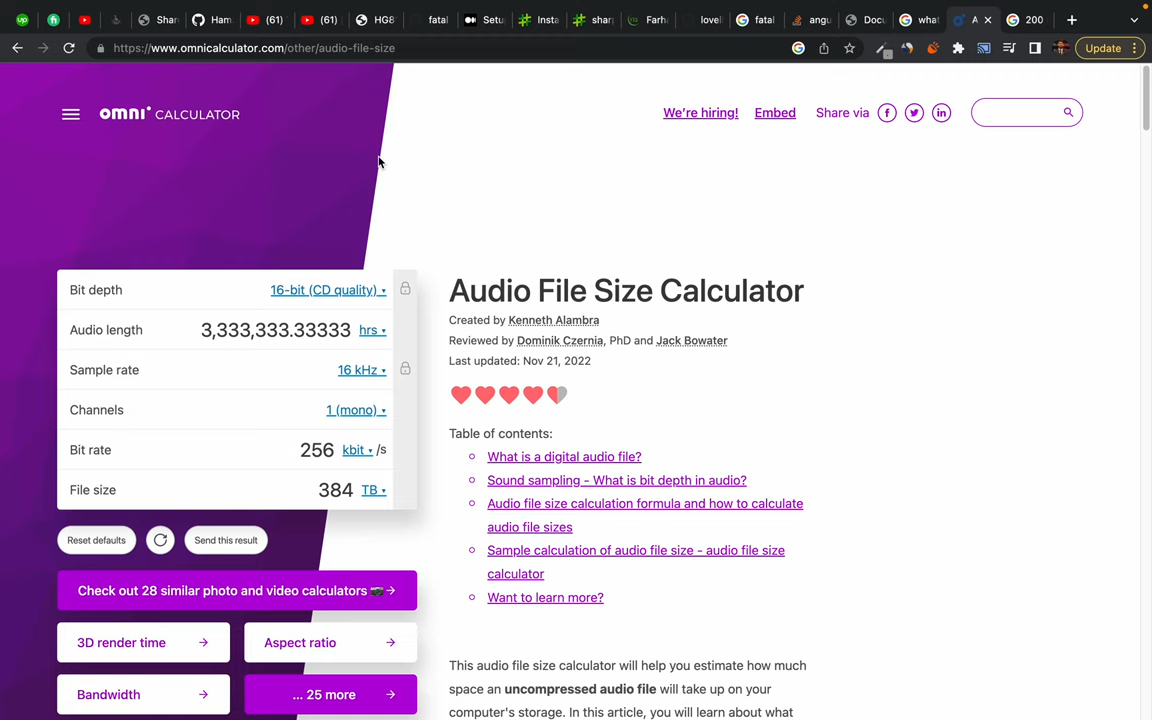 (61)
(61)
Shar
Ham
HG8
fatal
Setu
Insta
shar
Farh
loveli
fatal
angu
Docu
what
A
200
https://www.omnicalculator.com/other/audio-file-size
Update
omni CALCULATOR
We're hiring!
Embed
Share via
Bit depth
16-bit (CD quality)
Audio length
3,333,333.33333 hrs
Sample rate
16 kHz
Channels
1 (mono)
Bit rate
256 kbit /s
File size
384 TB
Reset defaults
Send this result
Check out 28 similar photo and video calculators
3D render time
Aspect ratio
Bandwidth
... 25 more
Audio File Size Calculator
Created by Kenneth Alambra
Reviewed by Dominik Czernia, PhD and Jack Bowater
Last updated: Nov 21, 2022
Table of contents:
What is a digital audio file?
Sound sampling - What is bit depth in audio?
Audio file size calculation formula and how to calculate
audio file sizes
Sample calculation of audio file size - audio file size
calculator
Want to learn more?
This audio file size calculator will help you estimate how much
space an uncompressed audio file will take up on your
computer's storage. In this article, you will learn about what